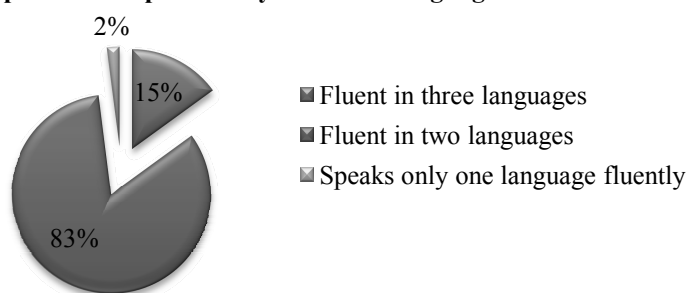 2%
15%
83%
Fluent in three languages
Fluent in two languages
Speaks only one language fluently